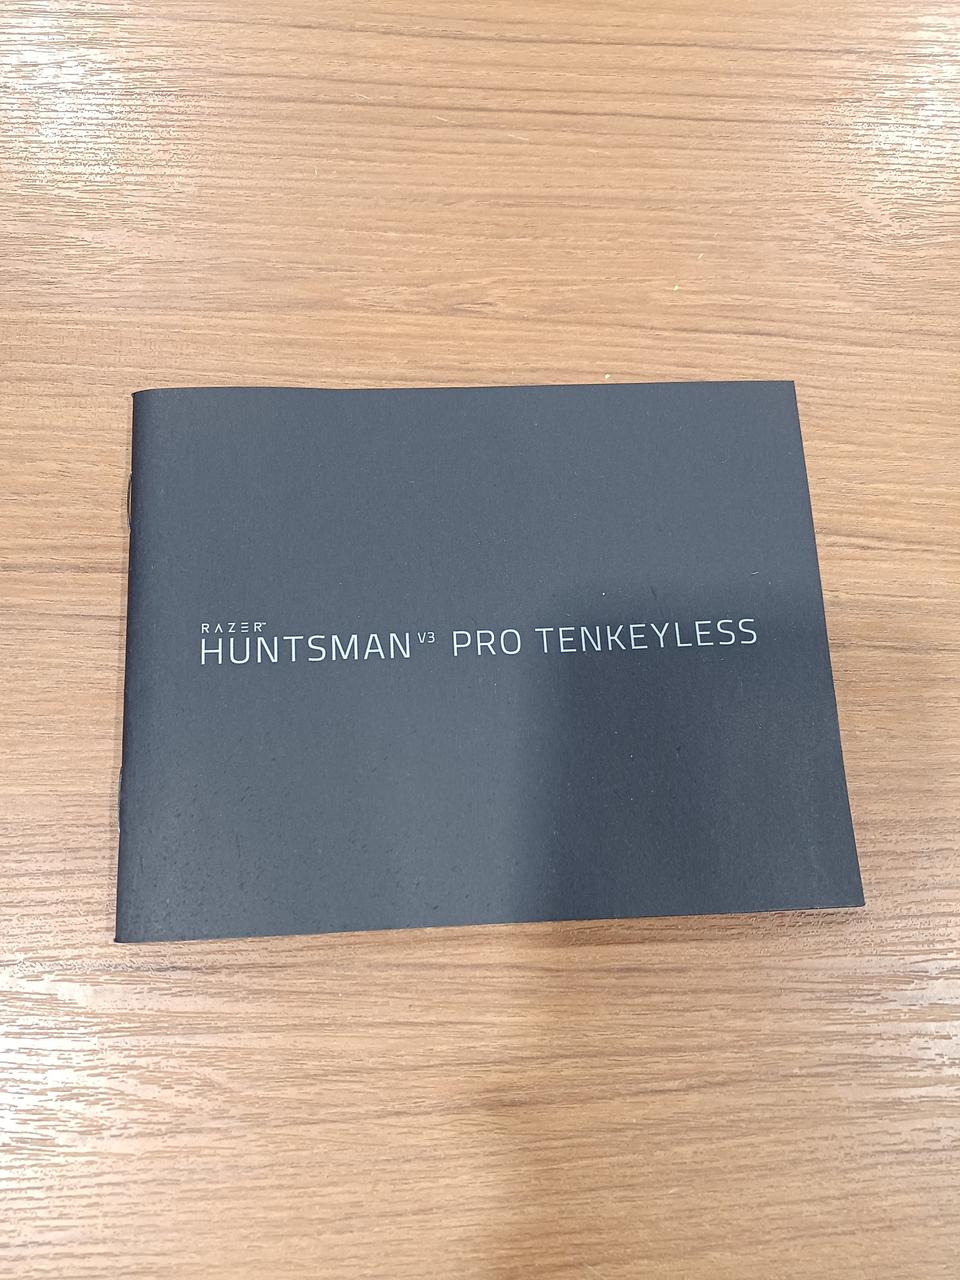 RAZER™
HUNTSMAN V3 PRO TENKEYLESS